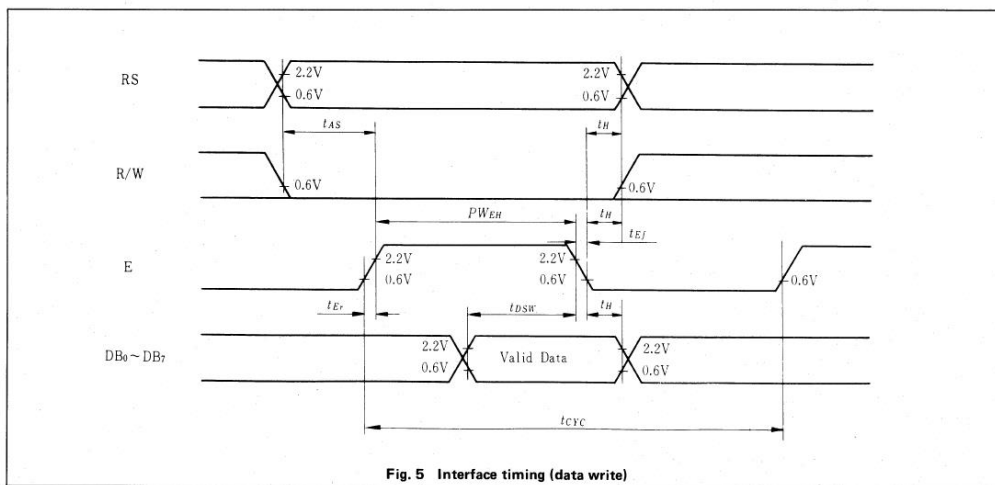 RS
2.2V
0.6V
2.2V
0.6V
tAS
tH
R/W
0.6V
0.6V
PWEH
tH
tEf
E
2.2V
0.6V
2.2V
0.6V
0.6V
tEr
tDSW
tH
DB0~DB7
2.2V
0.6V
Valid Data
2.2V
0.6V
tCYC
Fig. 5 Interface timing (data write)